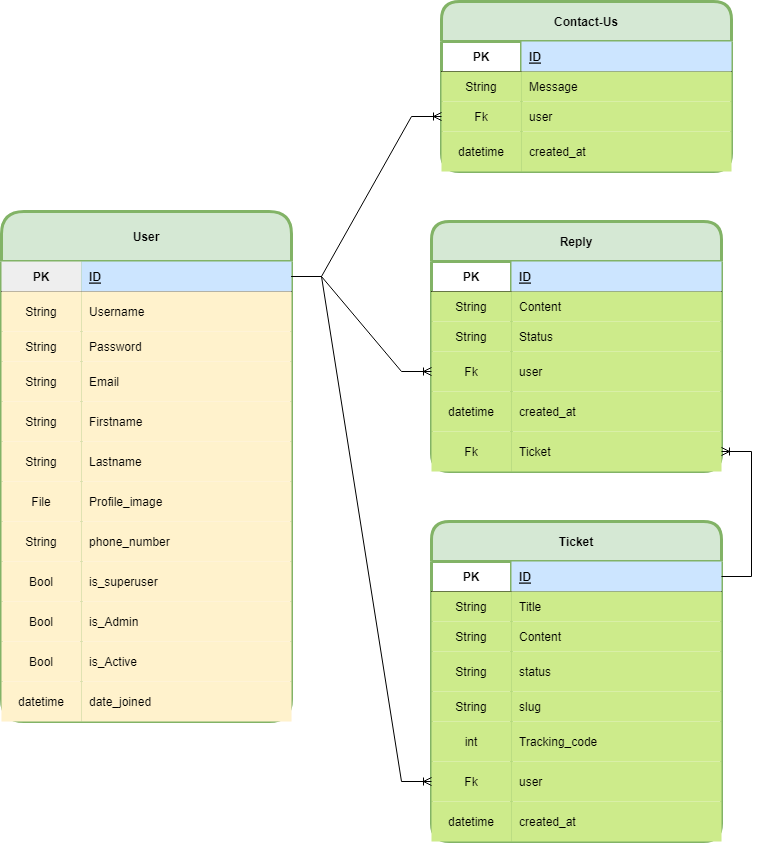 Contact-Us
PK ID
String Message
Fk user
datetime created_at
User
PK ID
String Username
String Password
String Email
String Firstname
String Lastname
File Profile_image
String phone_number
Bool is_superuser
Bool is_Admin
Bool is_Active
datetime date_joined
Reply
PK ID
String Content
String Status
Fk user
datetime created_at
Fk Ticket
Ticket
PK ID
String Title
String Content
String status
String slug
int Tracking_code
Fk user
datetime created_at